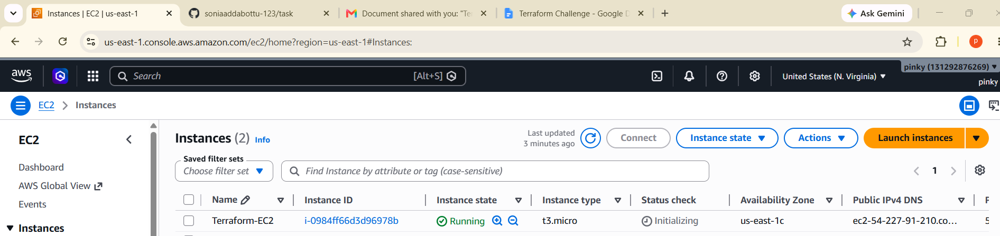 Instances | EC2 | us-east-1
soniaaddabottu-123/task
Document shared with you: "Te
Terraform Challenge - Google D
Ask Gemini
us-east-1.console.aws.amazon.com/ec2/home?region=us-east-1#Instances:
p
aws
Search
[Alt+S]
United States (N. Virginia)
pinky (131292876269)
pinky
EC2
Instances
EC2
Dashboard
AWS Global View
Events
Instances
Instances (2) Info
Last updated
3 minutes ago
Connect
Instance state
Actions
Launch instances
Saved filter sets
Choose filter set
Find Instance by attribute or tag (case-sensitive)
1
Name Instance ID Instance state Instance type Status check Availability Zone Public IPv4 DNS
Terraform-EC2 i-0984ff66d3d96978b Running t3.micro Initializing us-east-1c ec2-54-227-91-210.co... 5